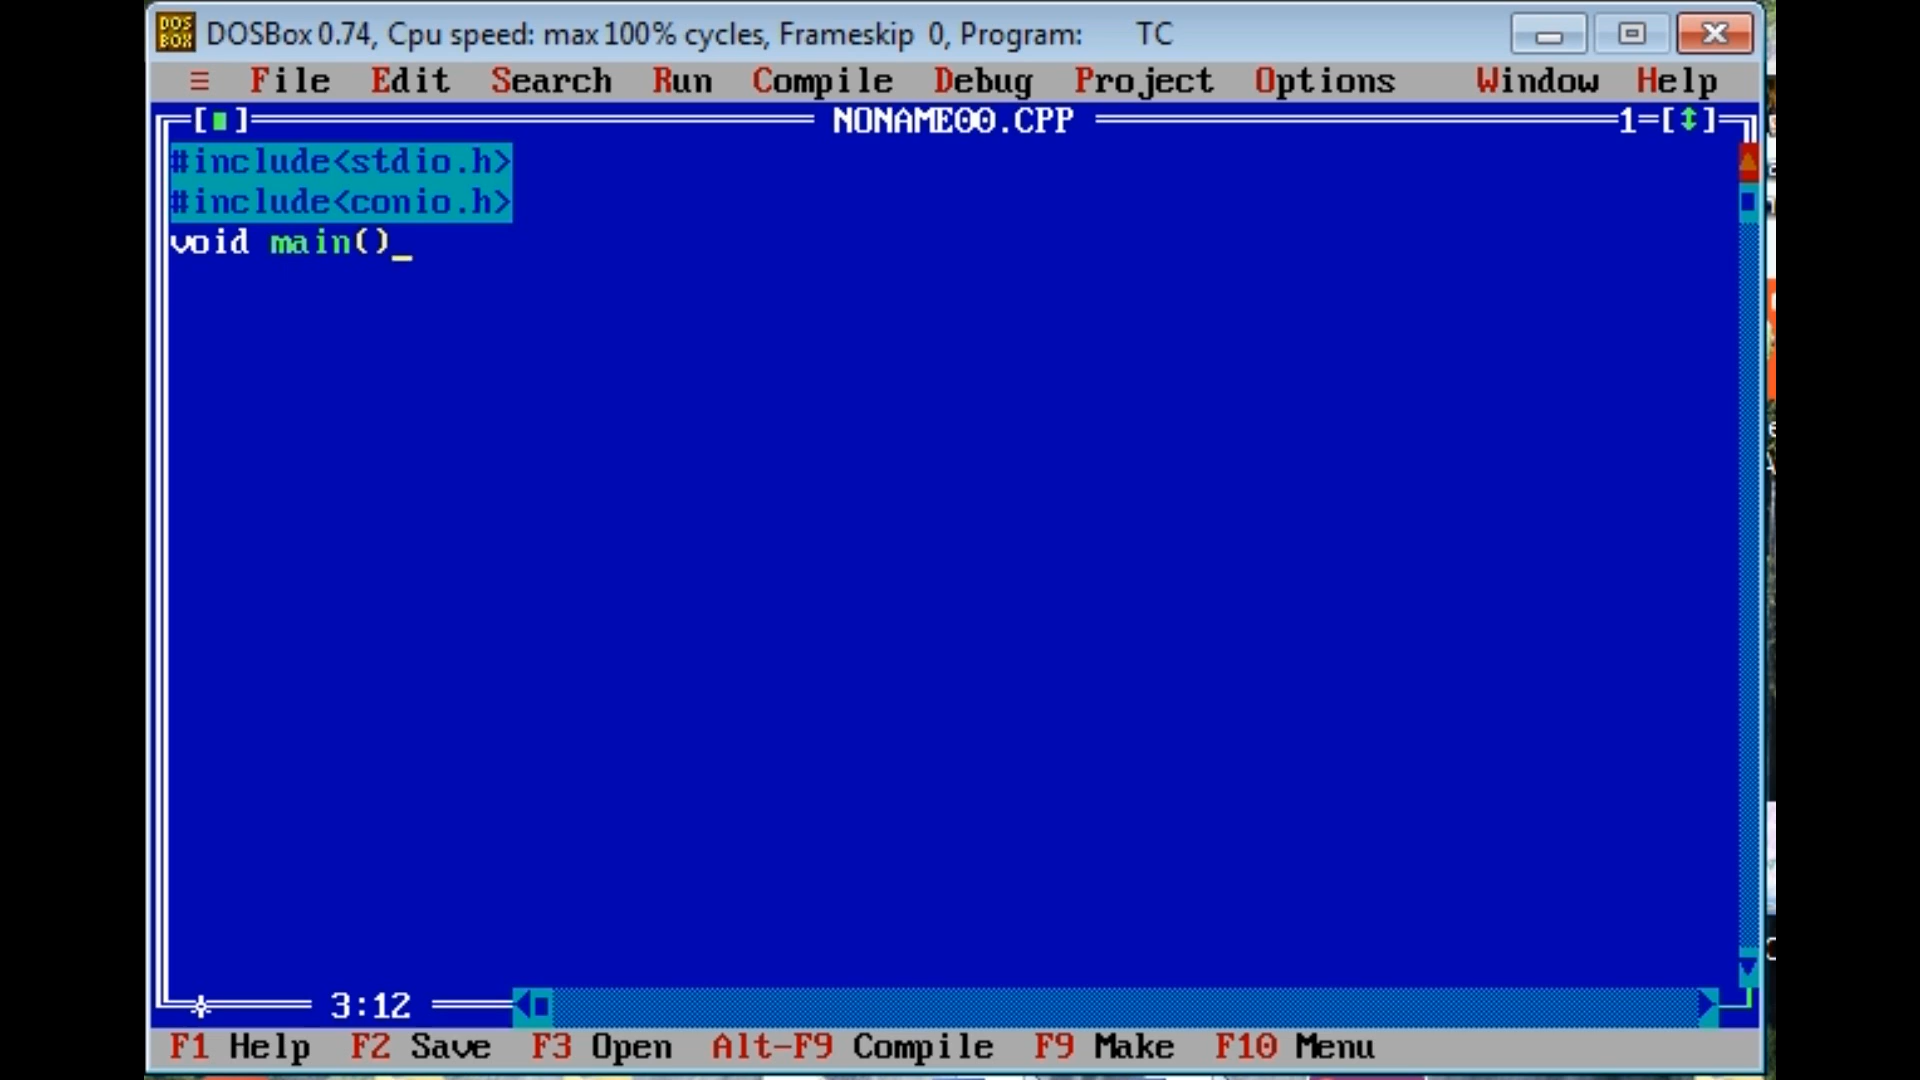 DOS BOX DOSBox 0.74, Cpu speed: max 100% cycles, Frameskip 0, Program: TC
≡ File Edit Search Run Compile Debug Project Options Window Help
[■] NONAME00.CPP 1=[↕]
#include<stdio.h>
#include<conio.h>
void main()_
3:12
F1 Help F2 Save F3 Open Alt-F9 Compile F9 Make F10 Menu